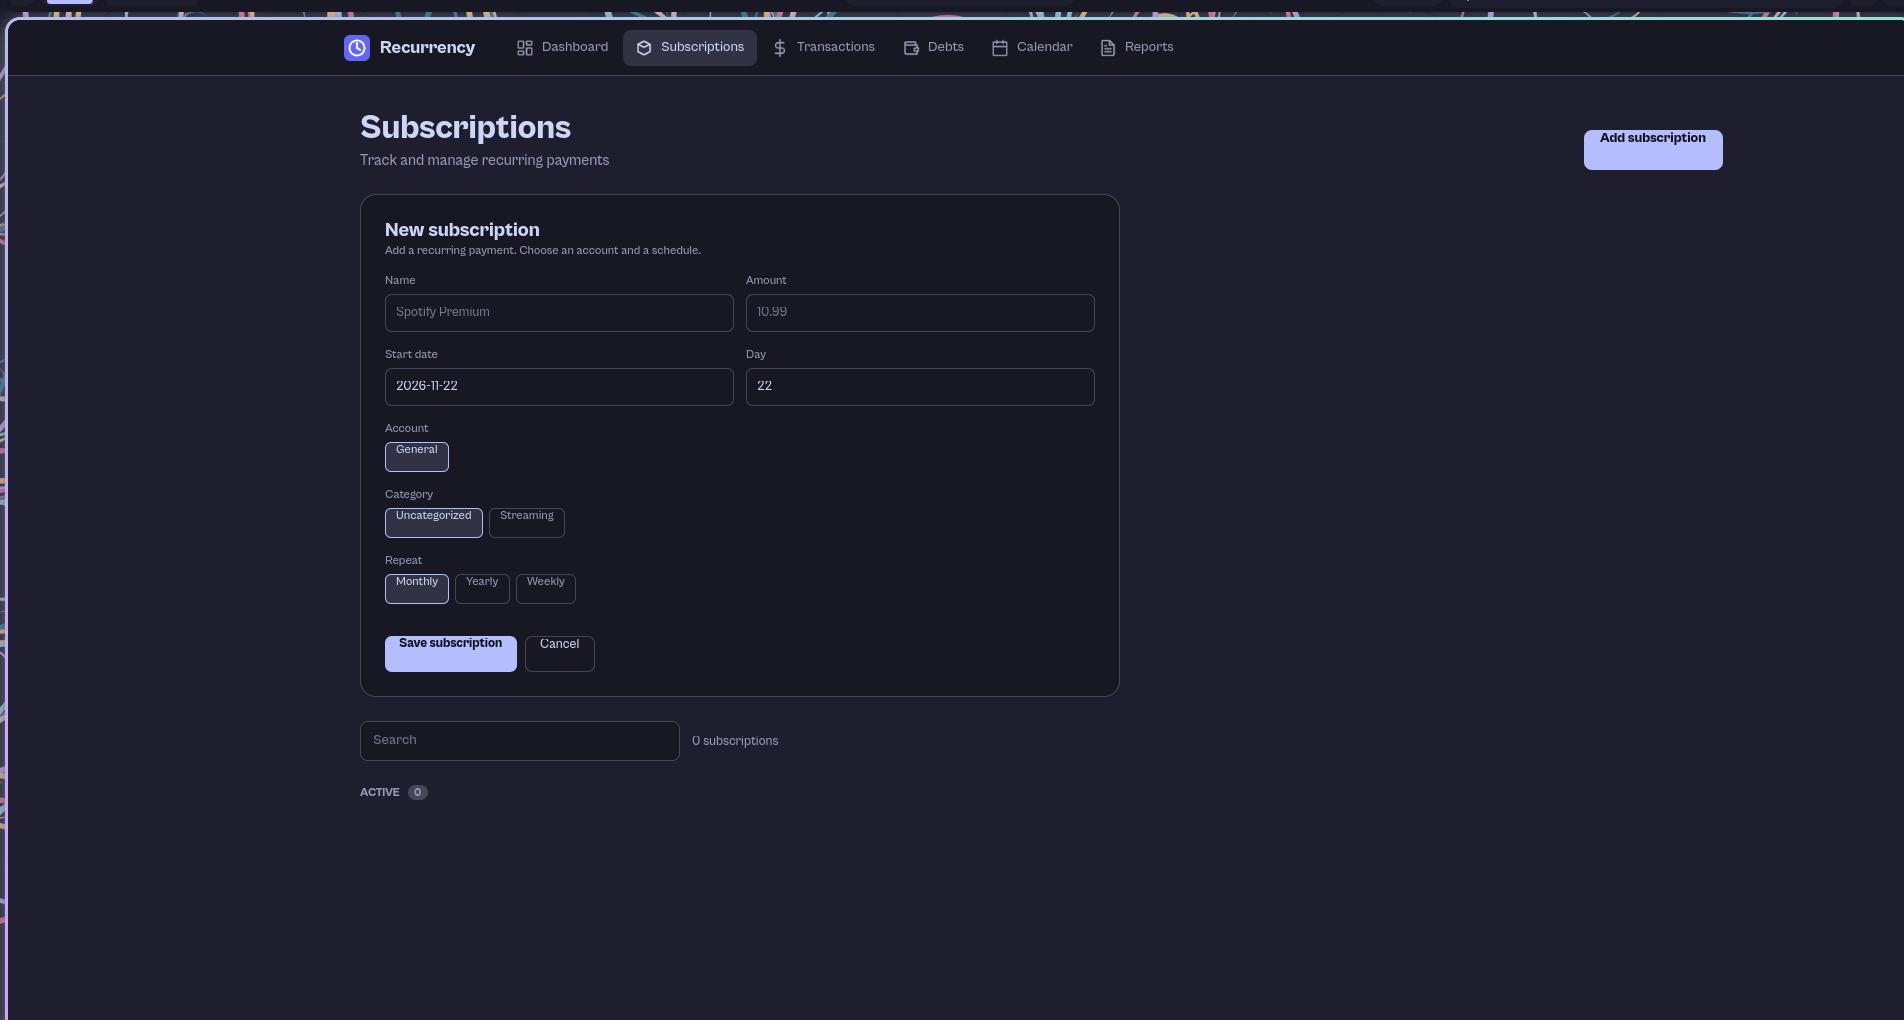 Recurrency Dashboard Subscriptions Transactions Debts Calendar Reports
Subscriptions
Track and manage recurring payments
Add subscription
New subscription
Add a recurring payment. Choose an account and a schedule.
Name Amount
Spotify Premium 10.99
Start date Day
2026-11-22 22
Account
General
Category
Uncategorized Streaming
Repeat
Monthly Yearly Weekly
Save subscription Cancel
Search 0 subscriptions
ACTIVE 0